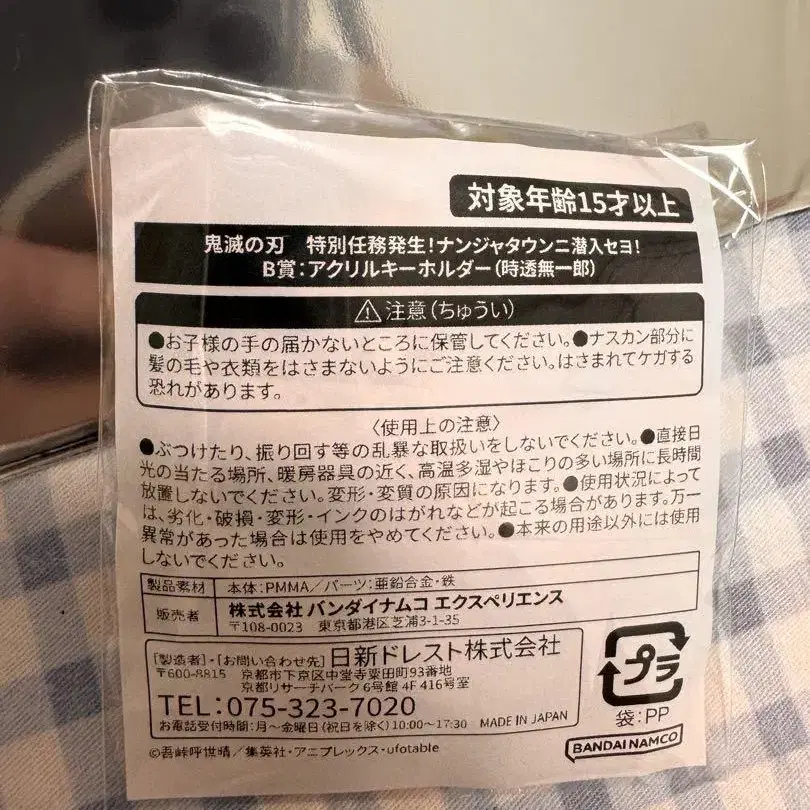 対象年齢15才以上
鬼滅の刃　特別任務発生!ナンジャタウンニ潜入セヨ!
B賞:アクリルキーホルダー(時透無一郎)
⚠注意(ちゅうい)
●お子様の手の届かないところに保管してください。●ナスカン部分に
髪の毛や衣類をはさまないようにご注意ください。はさまれてケガする
恐れがあります。
〈使用上の注意〉
●ぶつけたり、振り回す等の乱暴な取扱いをしないでください。●直接日
光の当たる場所、暖房器具の近く、高温多湿やほこりの多い場所に長時間
放置しないでください。変形・変質の原因になります。●使用状況によって
は、劣化・破損・変形・インクのはがれなどが起こる場合があります。万一
異常があった場合は使用をやめてください。●本来の用途以外には使用
しないでください。
製品素材　本体:PMMA/パーツ:亜鉛合金・鉄
販売者　株式会社 バンダイナムコ エクスペリエンス
〒108-0023　東京都港区芝浦3-1-35
[製造者]・[お問い合わせ先]日新ドレスト株式会社
〒600-8815　京都市下京区中堂寺粟田町93番地
京都リサーチパーク6号館 4F 416号室
TEL:075-323-7020
お電話受付時間:月〜金曜日(祝日を除く)10:00〜17:30　MADE IN JAPAN
プラ
袋:PP
BANDAI NAMCO
©吾峠呼世晴/集英社・アニプレックス・ufotable